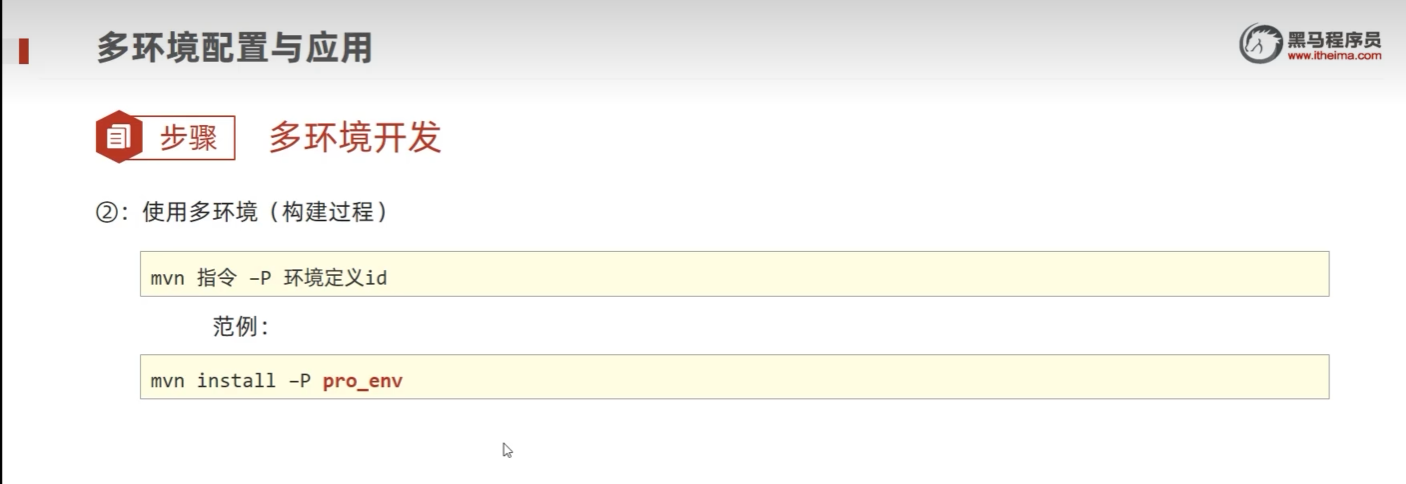 多环境配置与应用
黑马程序员
www.itheima.com
步骤
多环境开发
②：使用多环境（构建过程）
mvn 指令 –P 环境定义id
范例：
mvn install –P pro_env